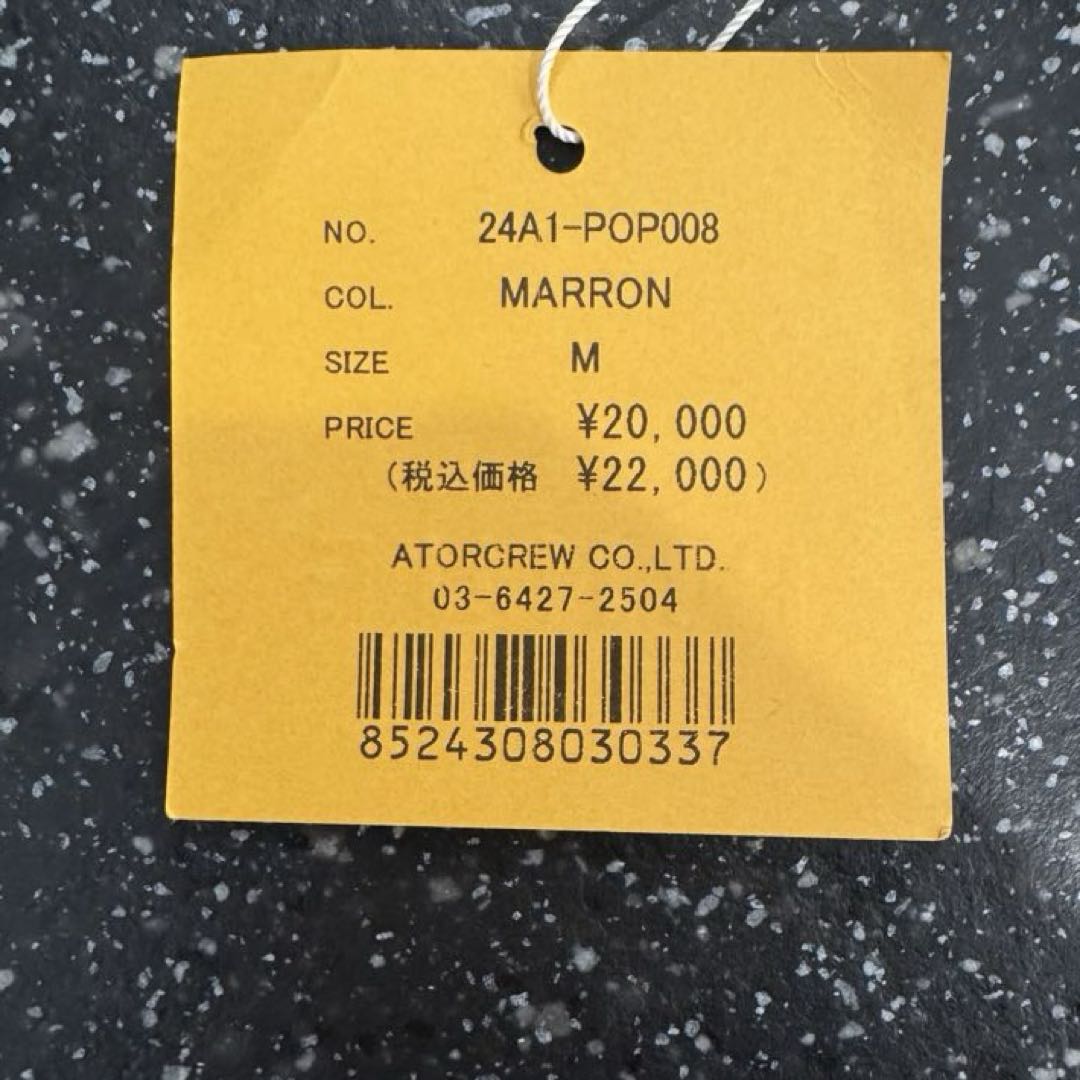 NO. 24A1-POP008
COL. MARRON
SIZE M
PRICE ¥20,000
(税込価格 ¥22,000)
ATORCREW CO.,LTD.
03-6427-2504
8524308030337